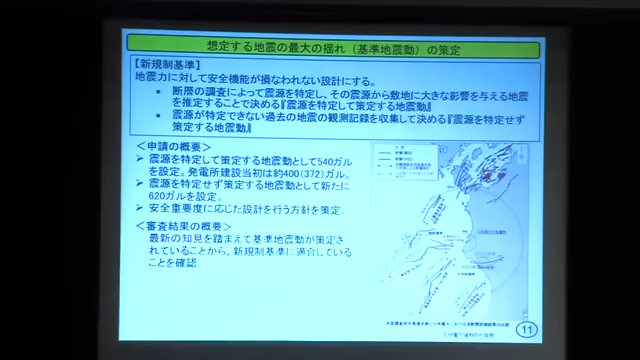 想定する地震の最大の揺れ（基準地震動）の策定
【新規制基準】
地震力に対して安全機能が損なわれない設計にする。
▪ 断層の調査によって震源を特定し、その震源から敷地に大きな影響を与える地震
を推定することで決める『震源を特定して策定する地震動』
▪ 震源が特定できない過去の地震の観測記録を収集して決める『震源を特定せず
策定する地震動』
＜申請の概要＞
➢ 震源を特定して策定する地震動として540ガル
を設定。発電所建設当初は約400（372）ガル。
➢ 震源を特定せず策定する地震動として新たに
620ガルを設定。
➢ 安全重要度に応じた設計を行う方針を策定。
＜審査結果の概要＞
最新の知見を踏まえて基準地震動が策定さ
れていることから、新規制基準に適合している
ことを確認
11